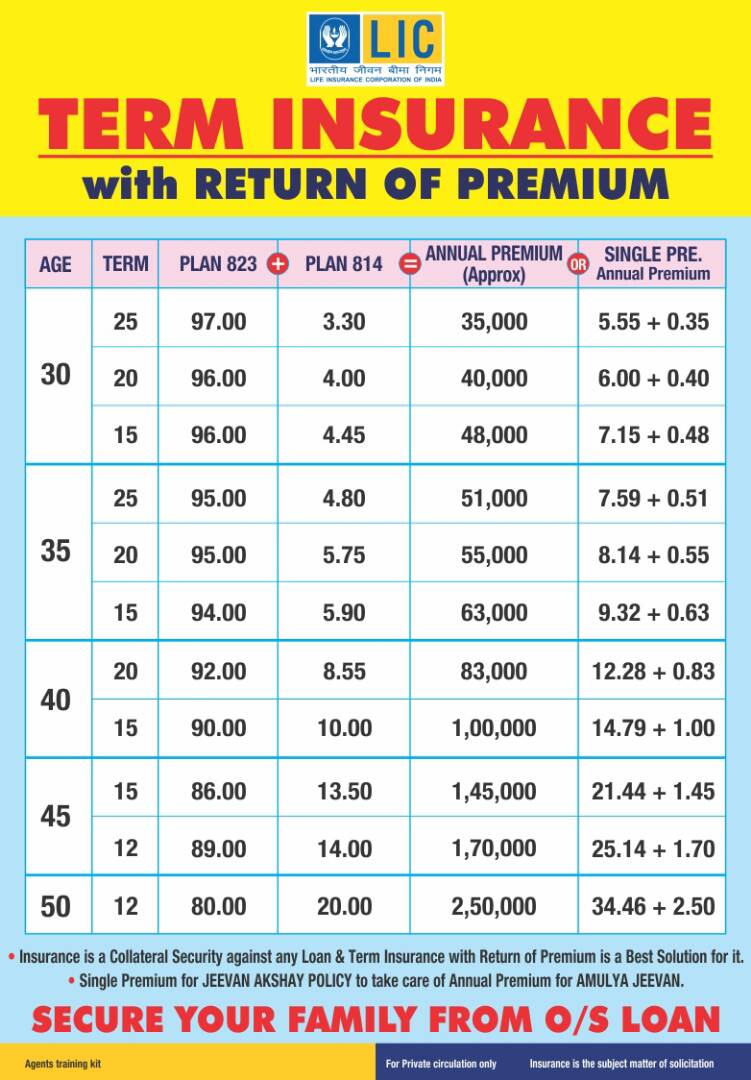 LIC
भारतीय जीवन बीमा निगम
LIFE INSURANCE CORPORATION OF INDIA
TERM INSURANCE
with RETURN OF PREMIUM
AGE TERM PLAN 823 + PLAN 814 = ANNUAL PREMIUM (Approx) OR SINGLE PRE. Annual Premium
30 25 97.00 3.30 35,000 5.55 + 0.35
20 96.00 4.00 40,000 6.00 + 0.40
15 96.00 4.45 48,000 7.15 + 0.48
35 25 95.00 4.80 51,000 7.59 + 0.51
20 95.00 5.75 55,000 8.14 + 0.55
15 94.00 5.90 63,000 9.32 + 0.63
40 20 92.00 8.55 83,000 12.28 + 0.83
15 90.00 10.00 1,00,000 14.79 + 1.00
45 15 86.00 13.50 1,45,000 21.44 + 1.45
12 89.00 14.00 1,70,000 25.14 + 1.70
50 12 80.00 20.00 2,50,000 34.46 + 2.50
• Insurance is a Collateral Security against any Loan & Term Insurance with Return of Premium is a Best Solution for it.
• Single Premium for JEEVAN AKSHAY POLICY to take care of Annual Premium for AMULYA JEEVAN.
SECURE YOUR FAMILY FROM O/S LOAN
Agents training kit For Private circulation only Insurance is the subject matter of solicitation